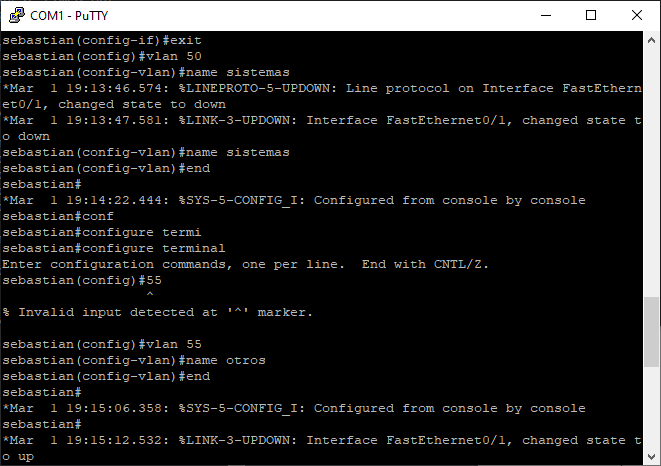 COM1 - PuTTY
sebastian(config-if)#exit
sebastian(config)#vlan 50
sebastian(config-vlan)#name sistemas
*Mar  1 19:13:46.574: %LINEPROTO-5-UPDOWN: Line protocol on Interface FastEthern
et0/1, changed state to down
*Mar  1 19:13:47.581: %LINK-3-UPDOWN: Interface FastEthernet0/1, changed state t
o down
sebastian(config-vlan)#name sistemas
sebastian(config-vlan)#end
sebastian#
*Mar  1 19:14:22.444: %SYS-5-CONFIG_I: Configured from console by console
sebastian#conf
sebastian#configure termi
sebastian#configure terminal
Enter configuration commands, one per line.  End with CNTL/Z.
sebastian(config)#55
                  ^
% Invalid input detected at '^' marker.

sebastian(config)#vlan 55
sebastian(config-vlan)#name otros
sebastian(config-vlan)#end
sebastian#
*Mar  1 19:15:06.358: %SYS-5-CONFIG_I: Configured from console by console
sebastian#
*Mar  1 19:15:12.532: %LINK-3-UPDOWN: Interface FastEthernet0/1, changed state t
o up